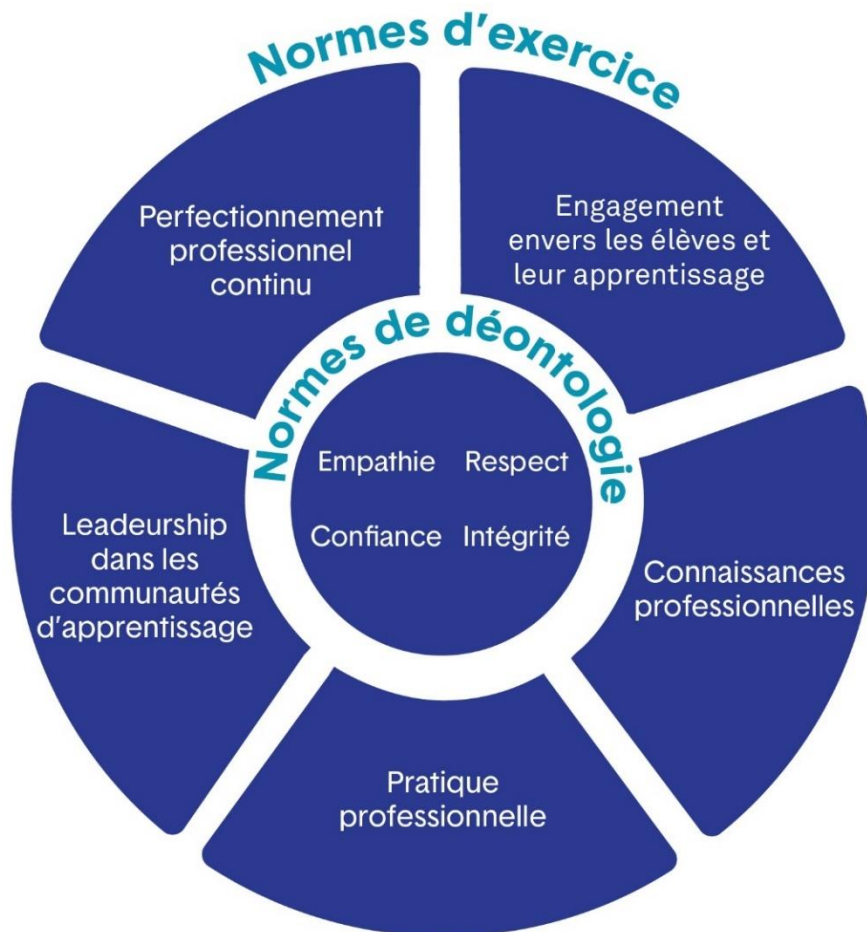 Normes d'exercice
Perfectionnement
professionnel
continu
Engagement
envers les élèves et
leur apprentissage
Normes de déontologie
Empathie Respect
Confiance Intégrité
Leadeurship
dans les
communautés
d'apprentissage
Connaissances
professionnelles
Pratique
professionnelle